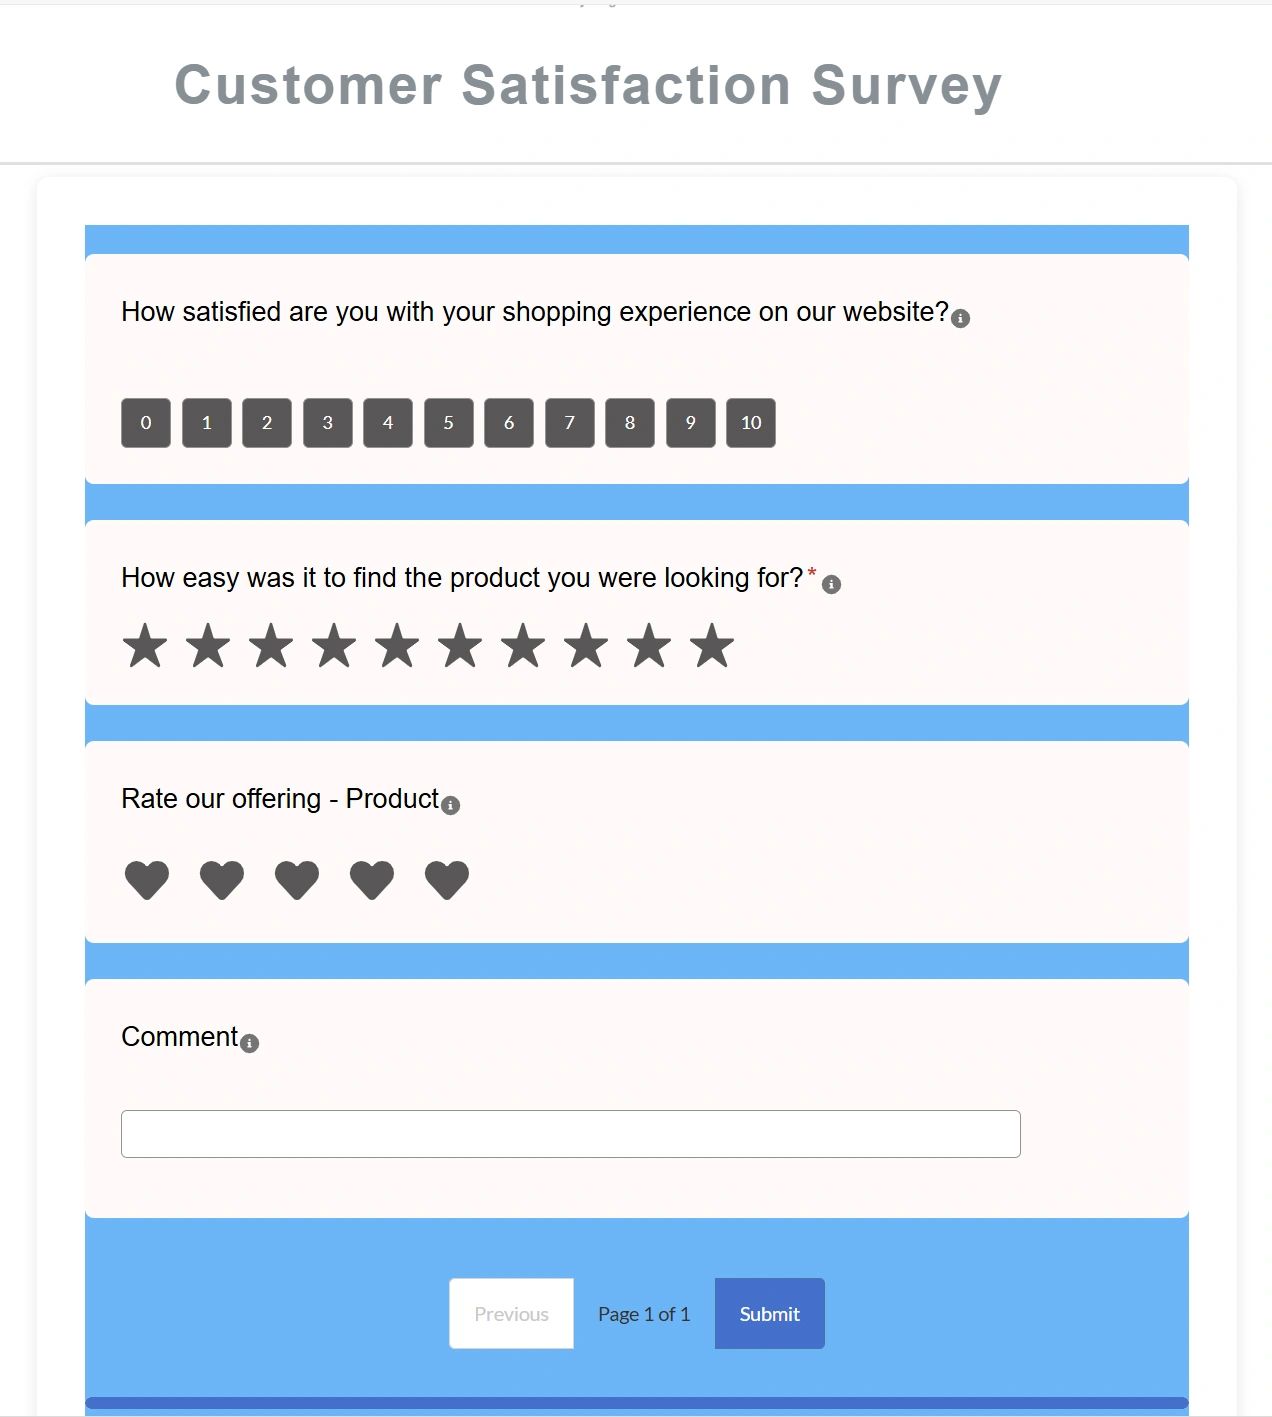 Customer Satisfaction Survey
How satisfied are you with your shopping experience on our website?
0 1 2 3 4 5 6 7 8 9 10
How easy was it to find the product you were looking for?*
Rate our offering - Product
Comment
Previous Page 1 of 1 Submit